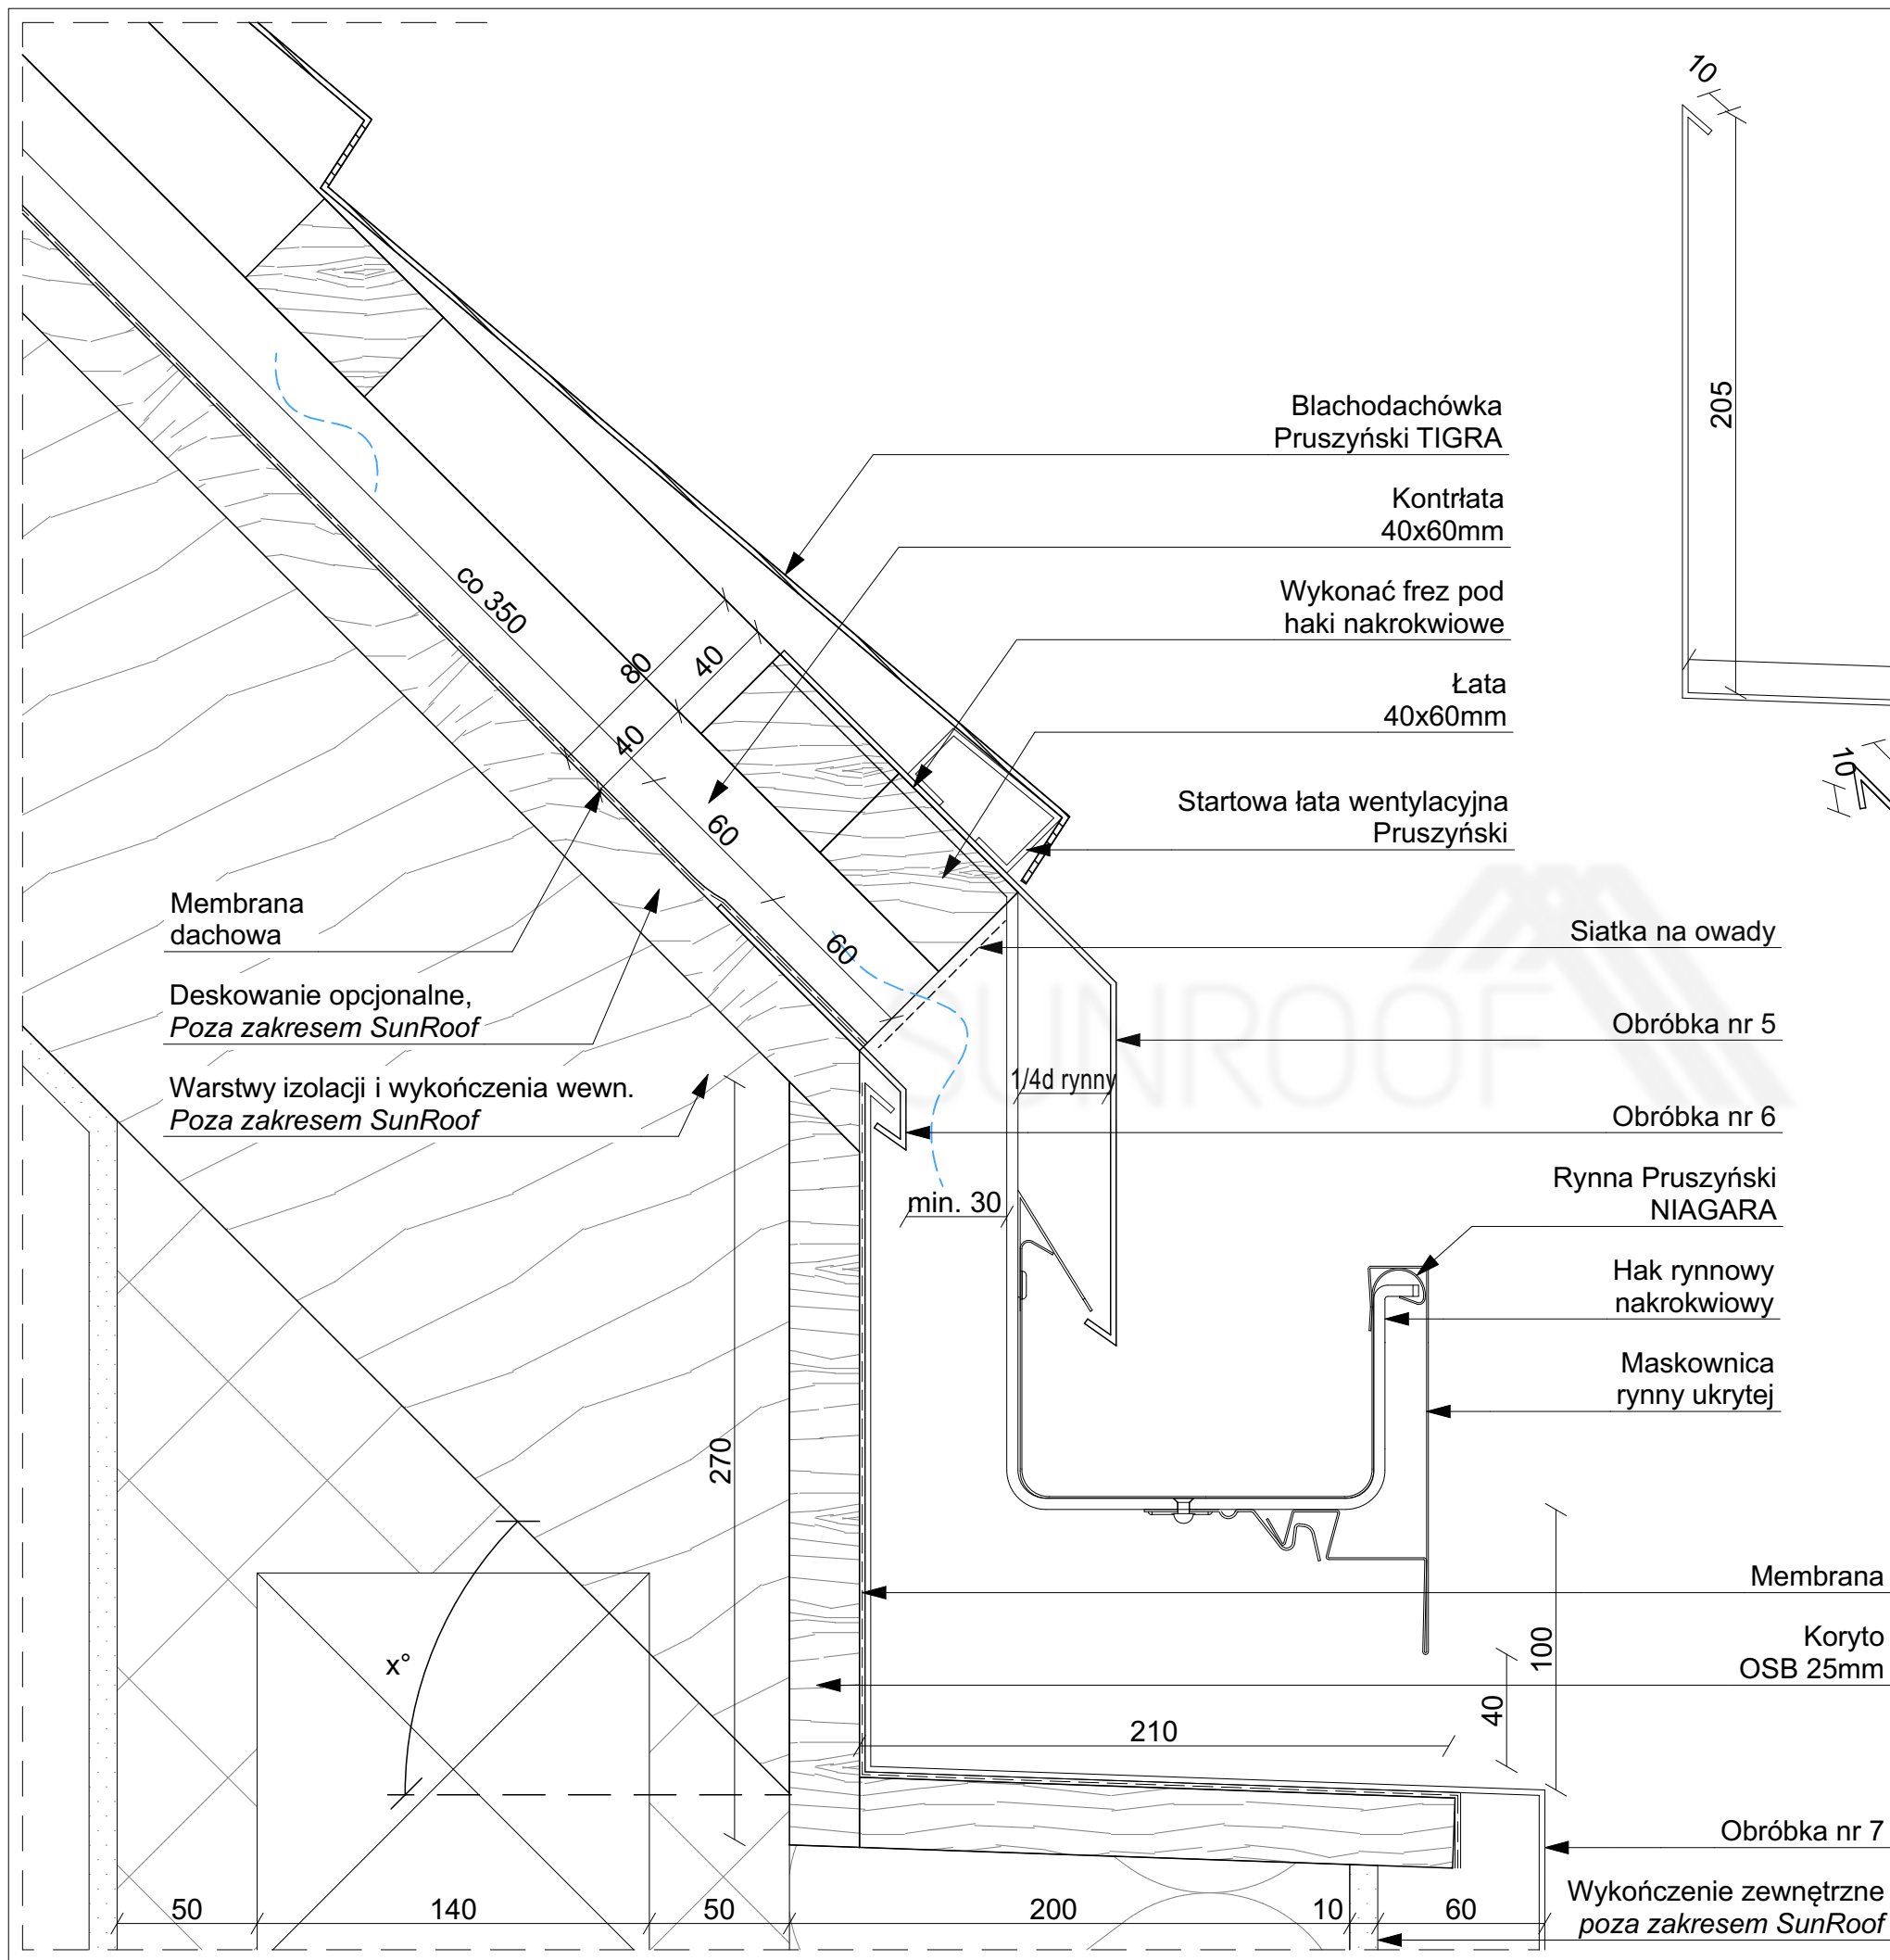 10
205
10
Blachodachówka
Pruszyński TIGRA
Kontrłata
40x60mm
Wykonać frez pod
haki nakrokwiowe
Łata
40x60mm
Startowa łata wentylacyjna
Pruszyński
co 350
80
40
40
60
60
Membrana
dachowa
Deskowanie opcjonalne,
Poza zakresem SunRoof
Warstwy izolacji i wykończenia wewn.
Poza zakresem SunRoof
SUNROOF
Siatka na owady
Obróbka nr 5
1/4d rynny
Obróbka nr 6
min. 30
Rynna Pruszyński
NIAGARA
Hak rynnowy
nakrokwiowy
Maskownica
rynny ukrytej
270
Membrana
Koryto
OSB 25mm
x°
100
40
210
Obróbka nr 7
Wykończenie zewnętrzne
poza zakresem SunRoof
50
140
50
200
10
60